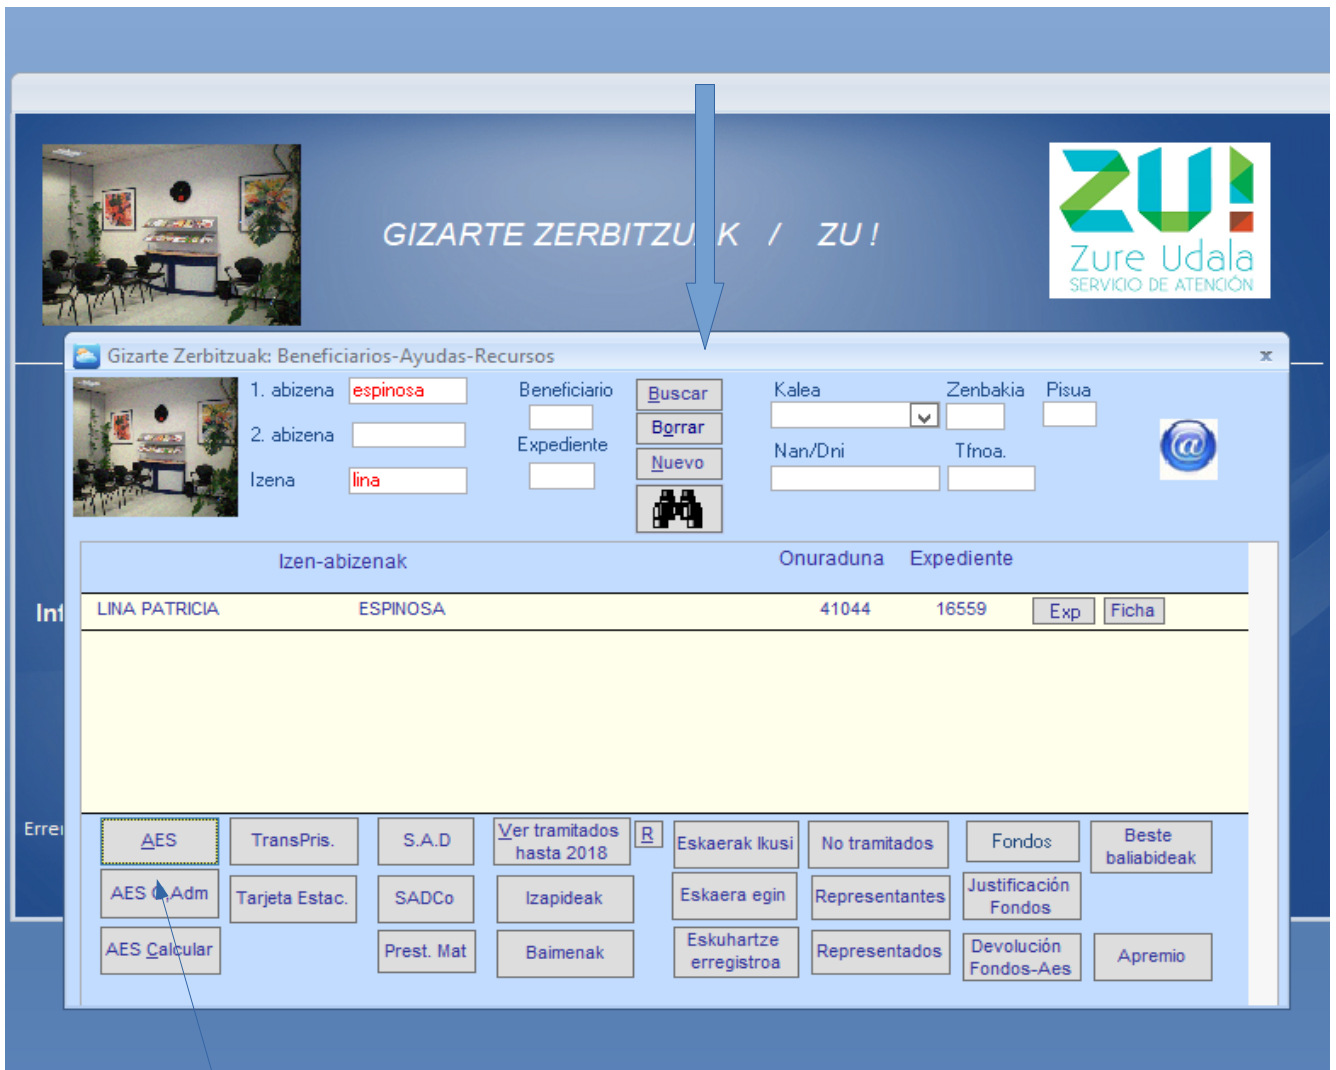 GIZARTE ZERBITZUAK / ZU !
ZU!
Zure Udala
SERVICIO DE ATENCIÓN
Gizarte Zerbitzuak: Beneficiarios-Ayudas-Recursos x
1. abizena espinosa Beneficiario Buscar Kalea Zenbakia Pisua
2. abizena Expediente Borrar Nan/Dni Tfnoa.
Izena lina Nuevo
@
Izen-abizenak Onuraduna Expediente
LINA PATRICIA ESPINOSA 41044 16559 Exp Ficha
AES TransPris. S.A.D Ver tramitados hasta 2018 R Eskaerak Ikusi No tramitados Fondos Beste baliabideak
AES C,Adm Tarjeta Estac. SADCo Izapideak Eskaera egin Representantes Justificación Fondos
AES Calcular Prest. Mat Baimenak Eskuhartze erregistroa Representados Devolución Fondos-Aes Apremio